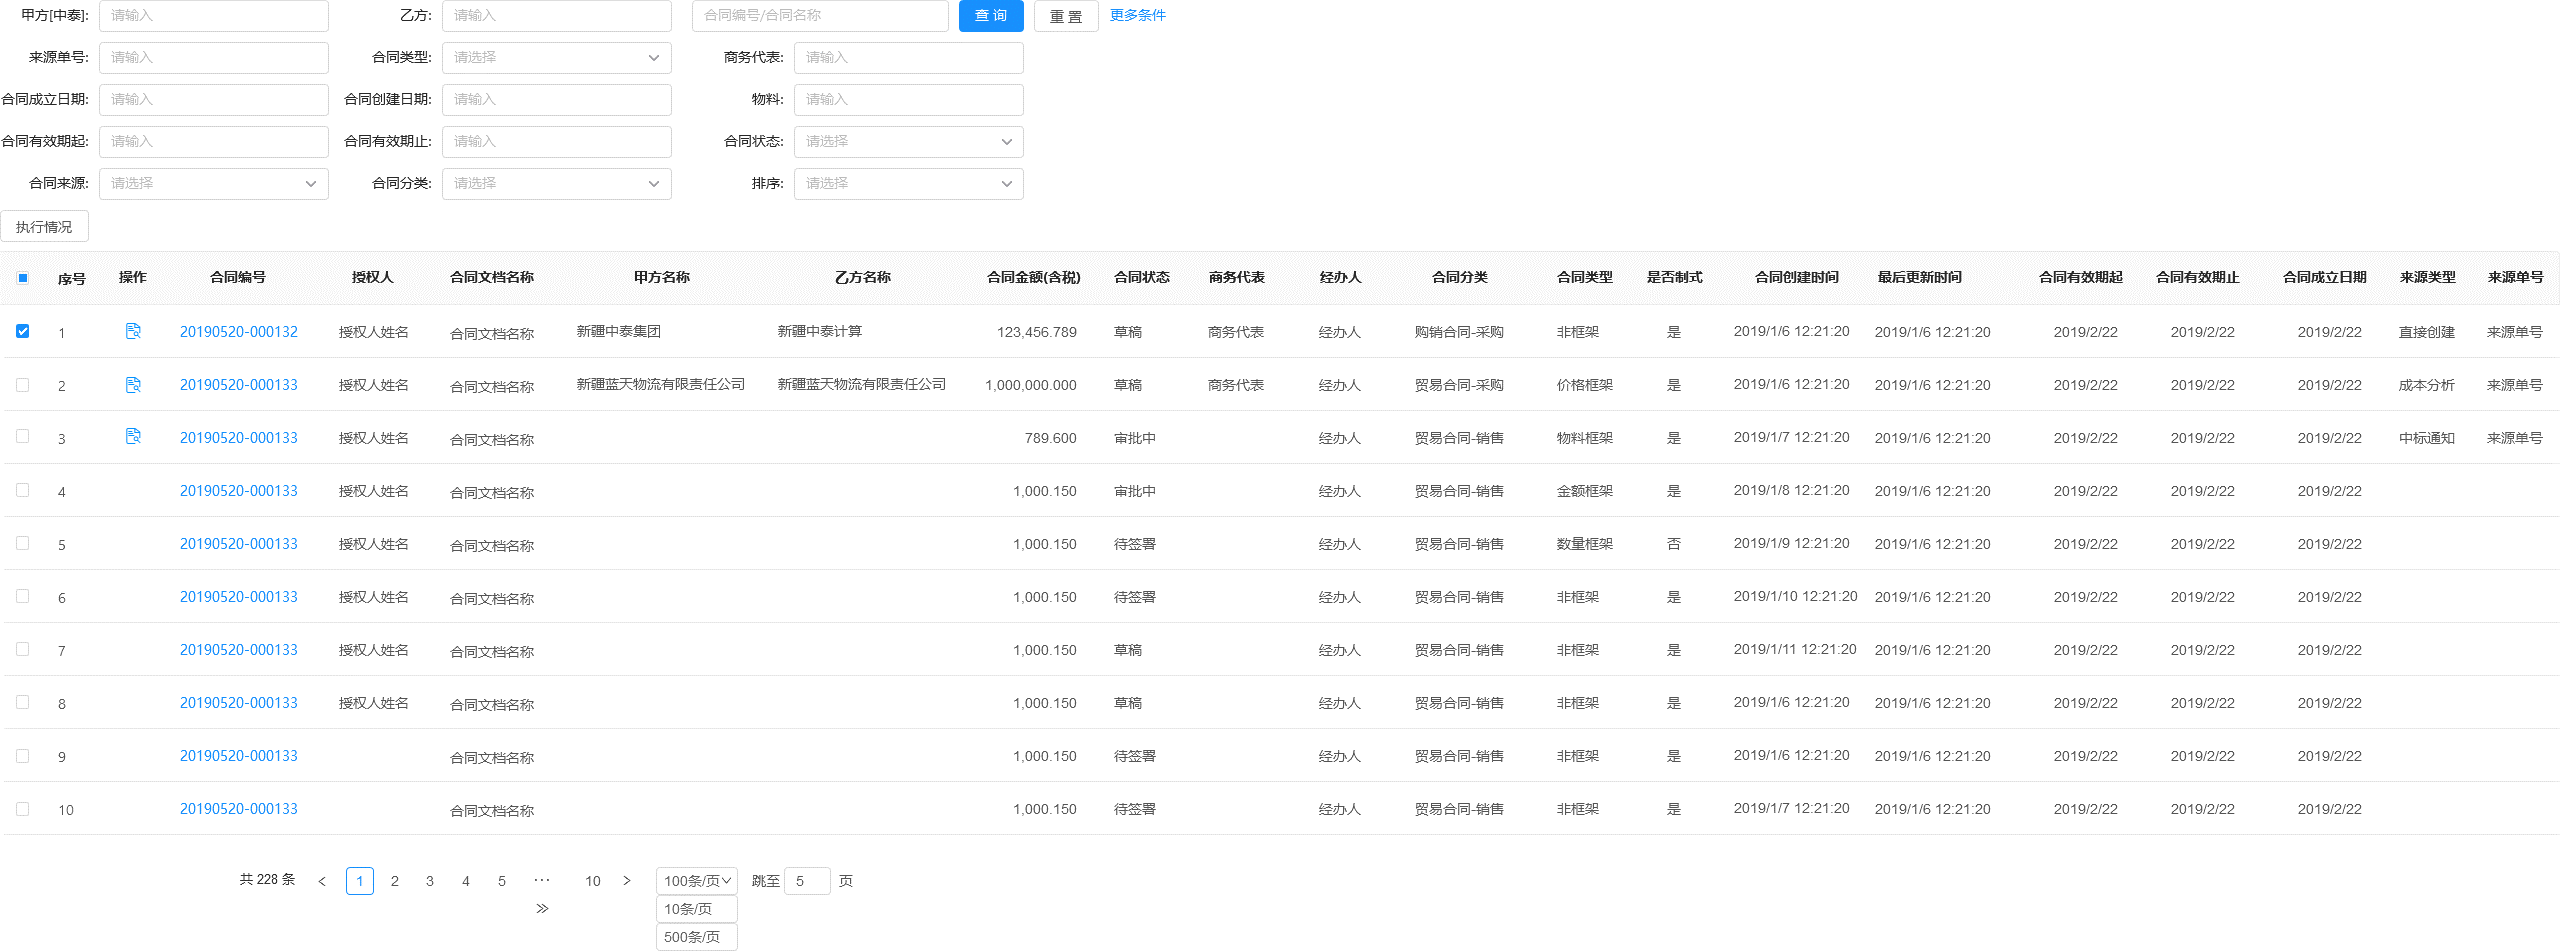 甲方[中泰]: 请输入 乙方: 请输入 合同编号/合同名称 查 询 重 置 更多条件
来源单号: 请输入 合同类型: 请选择 商务代表: 请输入
合同成立日期: 请输入 合同创建日期: 请输入 物料: 请输入
合同有效期起: 请输入 合同有效期止: 请输入 合同状态: 请选择
合同来源: 请选择 合同分类: 请选择 排序: 请选择
执行情况
序号 操作 合同编号 授权人 合同文档名称 甲方名称 乙方名称 合同金额(含税) 合同状态 商务代表 经办人 合同分类 合同类型 是否制式 合同创建时间 最后更新时间 合同有效期起 合同有效期止 合同成立日期 来源类型 来源单号
1 20190520-000132 授权人姓名 合同文档名称 新疆中泰集团 新疆中泰计算 123,456.789 草稿 商务代表 经办人 购销合同-采购 非框架 是 2019/1/6 12:21:20 2019/1/6 12:21:20 2019/2/22 2019/2/22 2019/2/22 直接创建 来源单号
2 20190520-000133 授权人姓名 合同文档名称 新疆蓝天物流有限责任公司 新疆蓝天物流有限责任公司 1,000,000.000 草稿 商务代表 经办人 贸易合同-采购 价格框架 是 2019/1/6 12:21:20 2019/1/6 12:21:20 2019/2/22 2019/2/22 2019/2/22 成本分析 来源单号
3 20190520-000133 授权人姓名 合同文档名称 789.600 审批中 经办人 贸易合同-销售 物料框架 是 2019/1/7 12:21:20 2019/1/6 12:21:20 2019/2/22 2019/2/22 2019/2/22 中标通知 来源单号
4 20190520-000133 授权人姓名 合同文档名称 1,000.150 审批中 经办人 贸易合同-销售 金额框架 是 2019/1/8 12:21:20 2019/1/6 12:21:20 2019/2/22 2019/2/22 2019/2/22
5 20190520-000133 授权人姓名 合同文档名称 1,000.150 待签署 经办人 贸易合同-销售 数量框架 否 2019/1/9 12:21:20 2019/1/6 12:21:20 2019/2/22 2019/2/22 2019/2/22
6 20190520-000133 授权人姓名 合同文档名称 1,000.150 待签署 经办人 贸易合同-销售 非框架 是 2019/1/10 12:21:20 2019/1/6 12:21:20 2019/2/22 2019/2/22 2019/2/22
7 20190520-000133 授权人姓名 合同文档名称 1,000.150 草稿 经办人 贸易合同-销售 非框架 是 2019/1/11 12:21:20 2019/1/6 12:21:20 2019/2/22 2019/2/22 2019/2/22
8 20190520-000133 授权人姓名 合同文档名称 1,000.150 草稿 经办人 贸易合同-销售 非框架 是 2019/1/6 12:21:20 2019/1/6 12:21:20 2019/2/22 2019/2/22 2019/2/22
9 20190520-000133 合同文档名称 1,000.150 待签署 经办人 贸易合同-销售 非框架 是 2019/1/6 12:21:20 2019/1/6 12:21:20 2019/2/22 2019/2/22 2019/2/22
10 20190520-000133 合同文档名称 1,000.150 待签署 经办人 贸易合同-销售 非框架 是 2019/1/7 12:21:20 2019/1/6 12:21:20 2019/2/22 2019/2/22 2019/2/22
共 228 条 < 1 2 3 4 5 ··· 10 > 100条/页 跳至 5 页
10条/页
500条/页